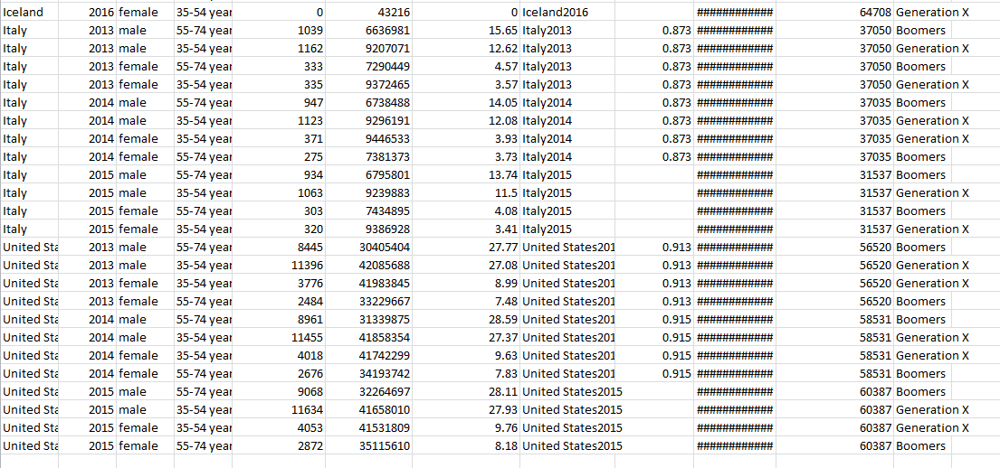 Iceland 2016 female 35-54 year 0 43216 0 Iceland2016 ############ 64708 Generation X
Italy 2013 male 55-74 year 1039 6636981 15.65 Italy2013 0.873 ############ 37050 Boomers
Italy 2013 male 35-54 year 1162 9207071 12.62 Italy2013 0.873 ############ 37050 Generation X
Italy 2013 female 55-74 year 333 7290449 4.57 Italy2013 0.873 ############ 37050 Boomers
Italy 2013 female 35-54 year 335 9372465 3.57 Italy2013 0.873 ############ 37050 Generation X
Italy 2014 male 55-74 year 947 6738488 14.05 Italy2014 0.873 ############ 37035 Boomers
Italy 2014 male 35-54 year 1123 9296191 12.08 Italy2014 0.873 ############ 37035 Generation X
Italy 2014 female 35-54 year 371 9446533 3.93 Italy2014 0.873 ############ 37035 Generation X
Italy 2014 female 55-74 year 275 7381373 3.73 Italy2014 0.873 ############ 37035 Boomers
Italy 2015 male 55-74 year 934 6795801 13.74 Italy2015 ############ 31537 Boomers
Italy 2015 male 35-54 year 1063 9239883 11.5 Italy2015 ############ 31537 Generation X
Italy 2015 female 55-74 year 303 7434895 4.08 Italy2015 ############ 31537 Boomers
Italy 2015 female 35-54 year 320 9386928 3.41 Italy2015 ############ 31537 Generation X
United Sta 2013 male 55-74 year 8445 30405404 27.77 United States201 0.913 ############ 56520 Boomers
United Sta 2013 male 35-54 year 11396 42085688 27.08 United States201 0.913 ############ 56520 Generation X
United Sta 2013 female 35-54 year 3776 41983845 8.99 United States201 0.913 ############ 56520 Generation X
United Sta 2013 female 55-74 year 2484 33229667 7.48 United States201 0.913 ############ 56520 Boomers
United Sta 2014 male 55-74 year 8961 31339875 28.59 United States201 0.915 ############ 58531 Boomers
United Sta 2014 male 35-54 year 11455 41858354 27.37 United States201 0.915 ############ 58531 Generation X
United Sta 2014 female 35-54 year 4018 41742299 9.63 United States201 0.915 ############ 58531 Generation X
United Sta 2014 female 55-74 year 2676 34193742 7.83 United States201 0.915 ############ 58531 Boomers
United Sta 2015 male 55-74 year 9068 32264697 28.11 United States2015 ############ 60387 Boomers
United Sta 2015 male 35-54 year 11634 41658010 27.93 United States2015 ############ 60387 Generation X
United Sta 2015 female 35-54 year 4053 41531809 9.76 United States2015 ############ 60387 Generation X
United Sta 2015 female 55-74 year 2872 35115610 8.18 United States2015 ############ 60387 Boomers